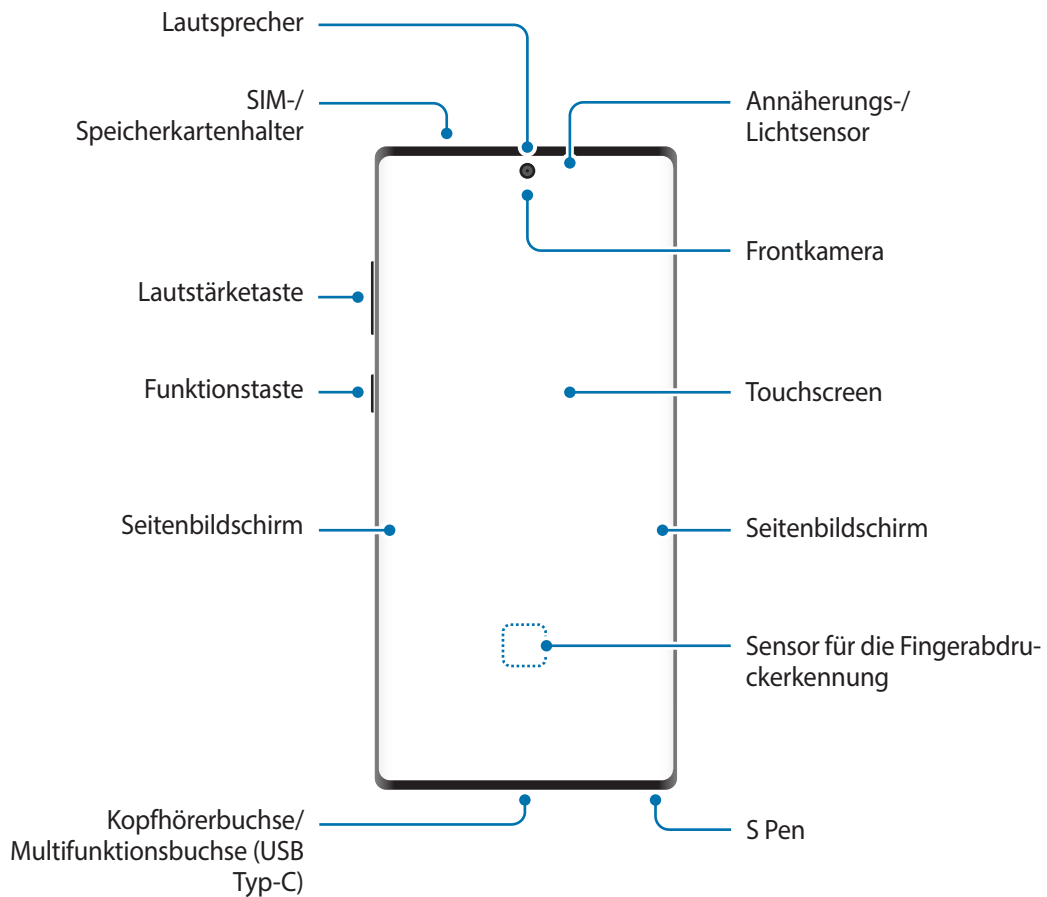 Lautsprecher
SIM-/
Speicherkartenhalter
Annäherungs-/
Lichtsensor
Frontkamera
Lautstärketaste
Funktionstaste
Touchscreen
Seitenbildschirm
Seitenbildschirm
Sensor für die Fingerabdru-
ckerkennung
Kopfhörerbuchse/
Multifunktionsbuchse (USB
Typ-C)
S Pen